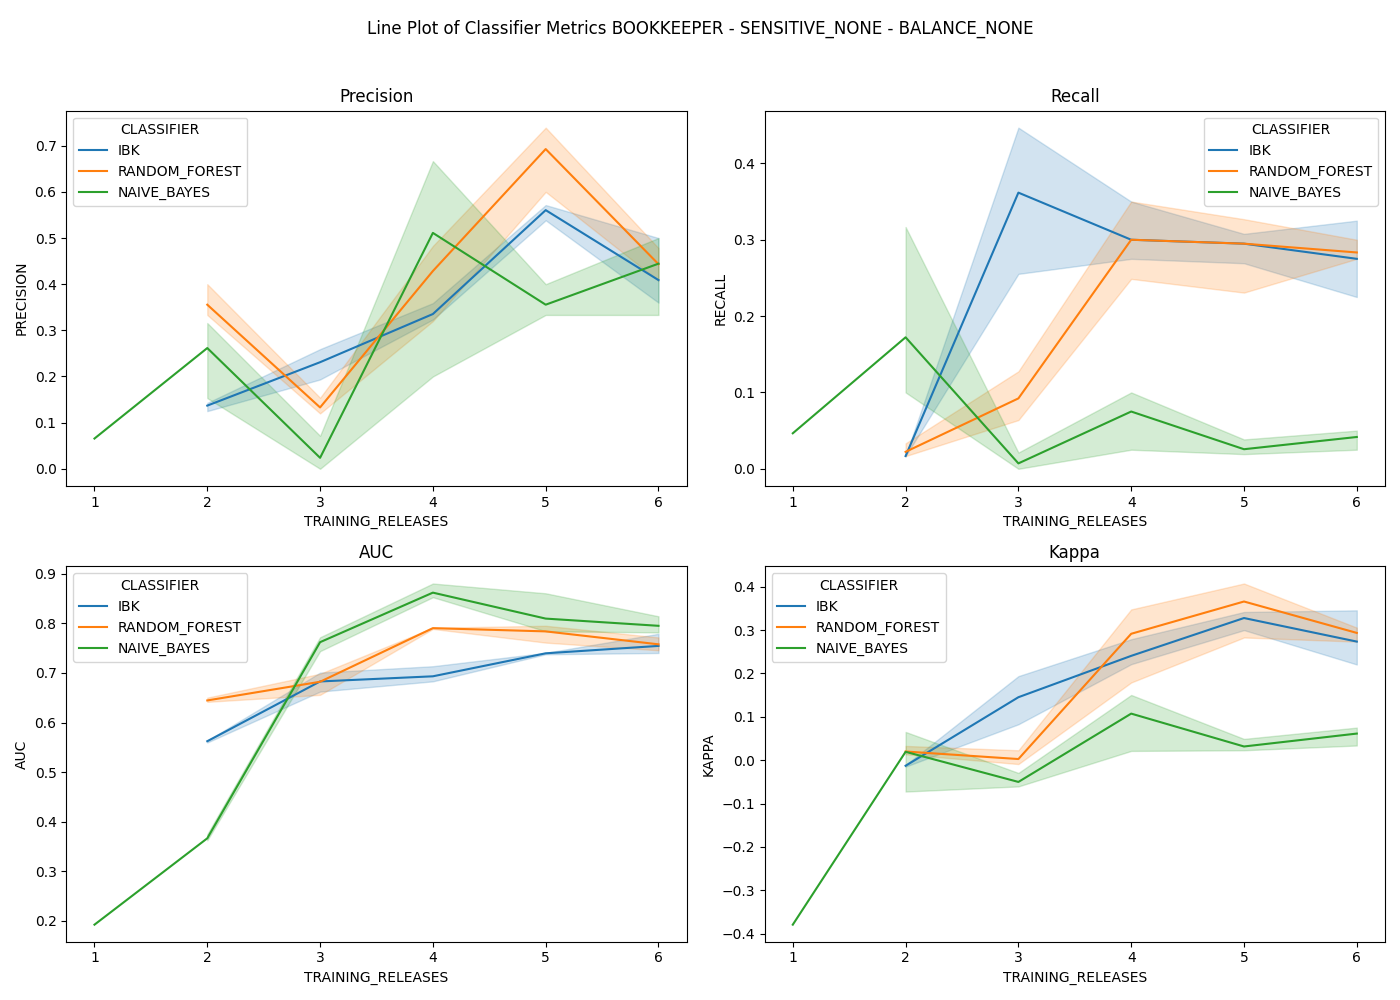 Line Plot of Classifier Metrics BOOKKEEPER - SENSITIVE_NONE - BALANCE_NONE
Precision
CLASSIFIER
IBK
RANDOM_FOREST
NAIVE_BAYES
PRECISION
0.7
0.6
0.5
0.4
0.3
0.2
0.1
0.0
1 2 3 4 5 6
TRAINING_RELEASES
Recall
CLASSIFIER
IBK
RANDOM_FOREST
NAIVE_BAYES
RECALL
0.4
0.3
0.2
0.1
0.0
1 2 3 4 5 6
TRAINING_RELEASES
AUC
CLASSIFIER
IBK
RANDOM_FOREST
NAIVE_BAYES
AUC
0.9
0.8
0.7
0.6
0.5
0.4
0.3
0.2
1 2 3 4 5 6
TRAINING_RELEASES
Kappa
CLASSIFIER
IBK
RANDOM_FOREST
NAIVE_BAYES
KAPPA
0.4
0.3
0.2
0.1
0.0
−0.1
−0.2
−0.3
−0.4
1 2 3 4 5 6
TRAINING_RELEASES